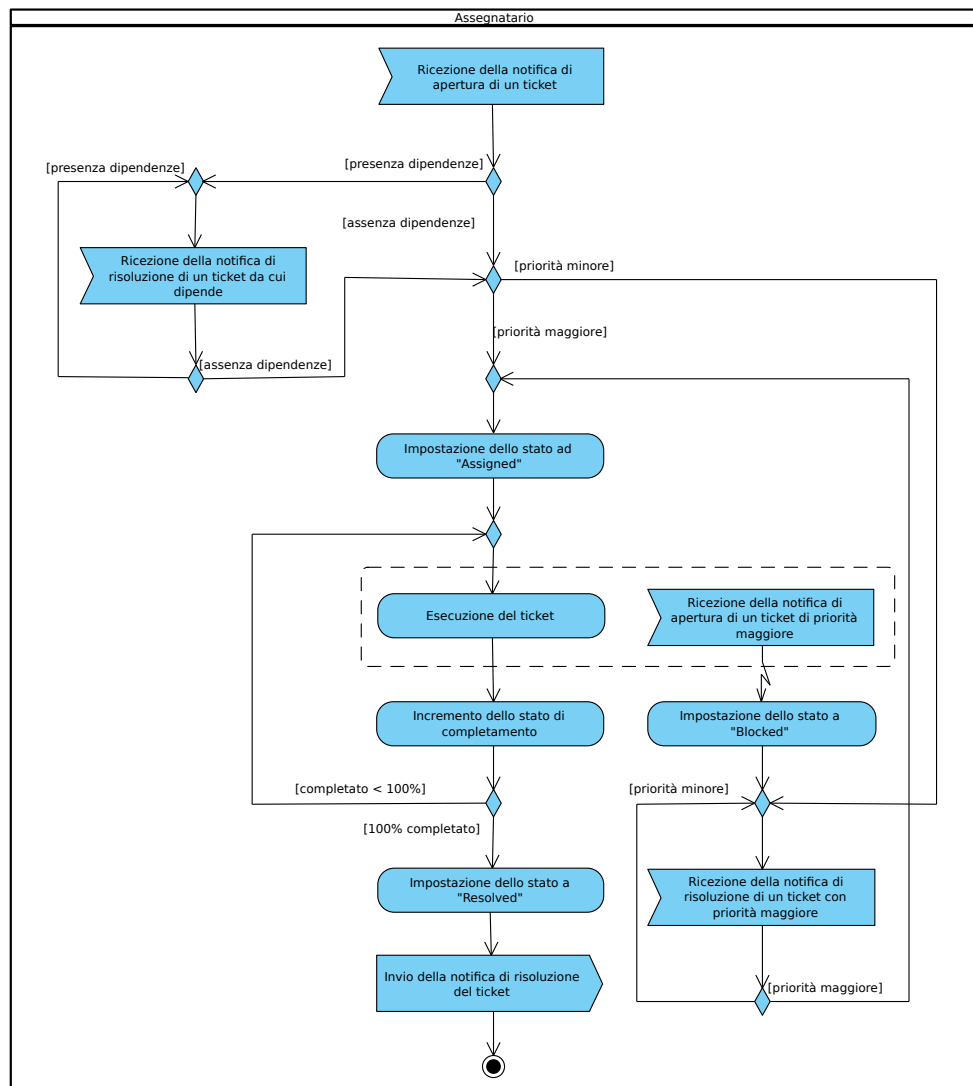 Assegnatario
Ricezione della notifica di
apertura di un ticket
[presenza dipendenze]
[presenza dipendenze]
[assenza dipendenze]
Ricezione della notifica di
risoluzione di un ticket da cui
dipende
[priorità minore]
[priorità maggiore]
[assenza dipendenze]
Impostazione dello stato ad
"Assigned"
Esecuzione del ticket
Ricezione della notifica di
apertura di un ticket di priorità
maggiore
Incremento dello stato di
completamento
Impostazione dello stato a
"Blocked"
[completato < 100%]
[priorità minore]
[100% completato]
Impostazione dello stato a
"Resolved"
Ricezione della notifica di
risoluzione di un ticket con
priorità maggiore
Invio della notifica di risoluzione
del ticket
[priorità maggiore]